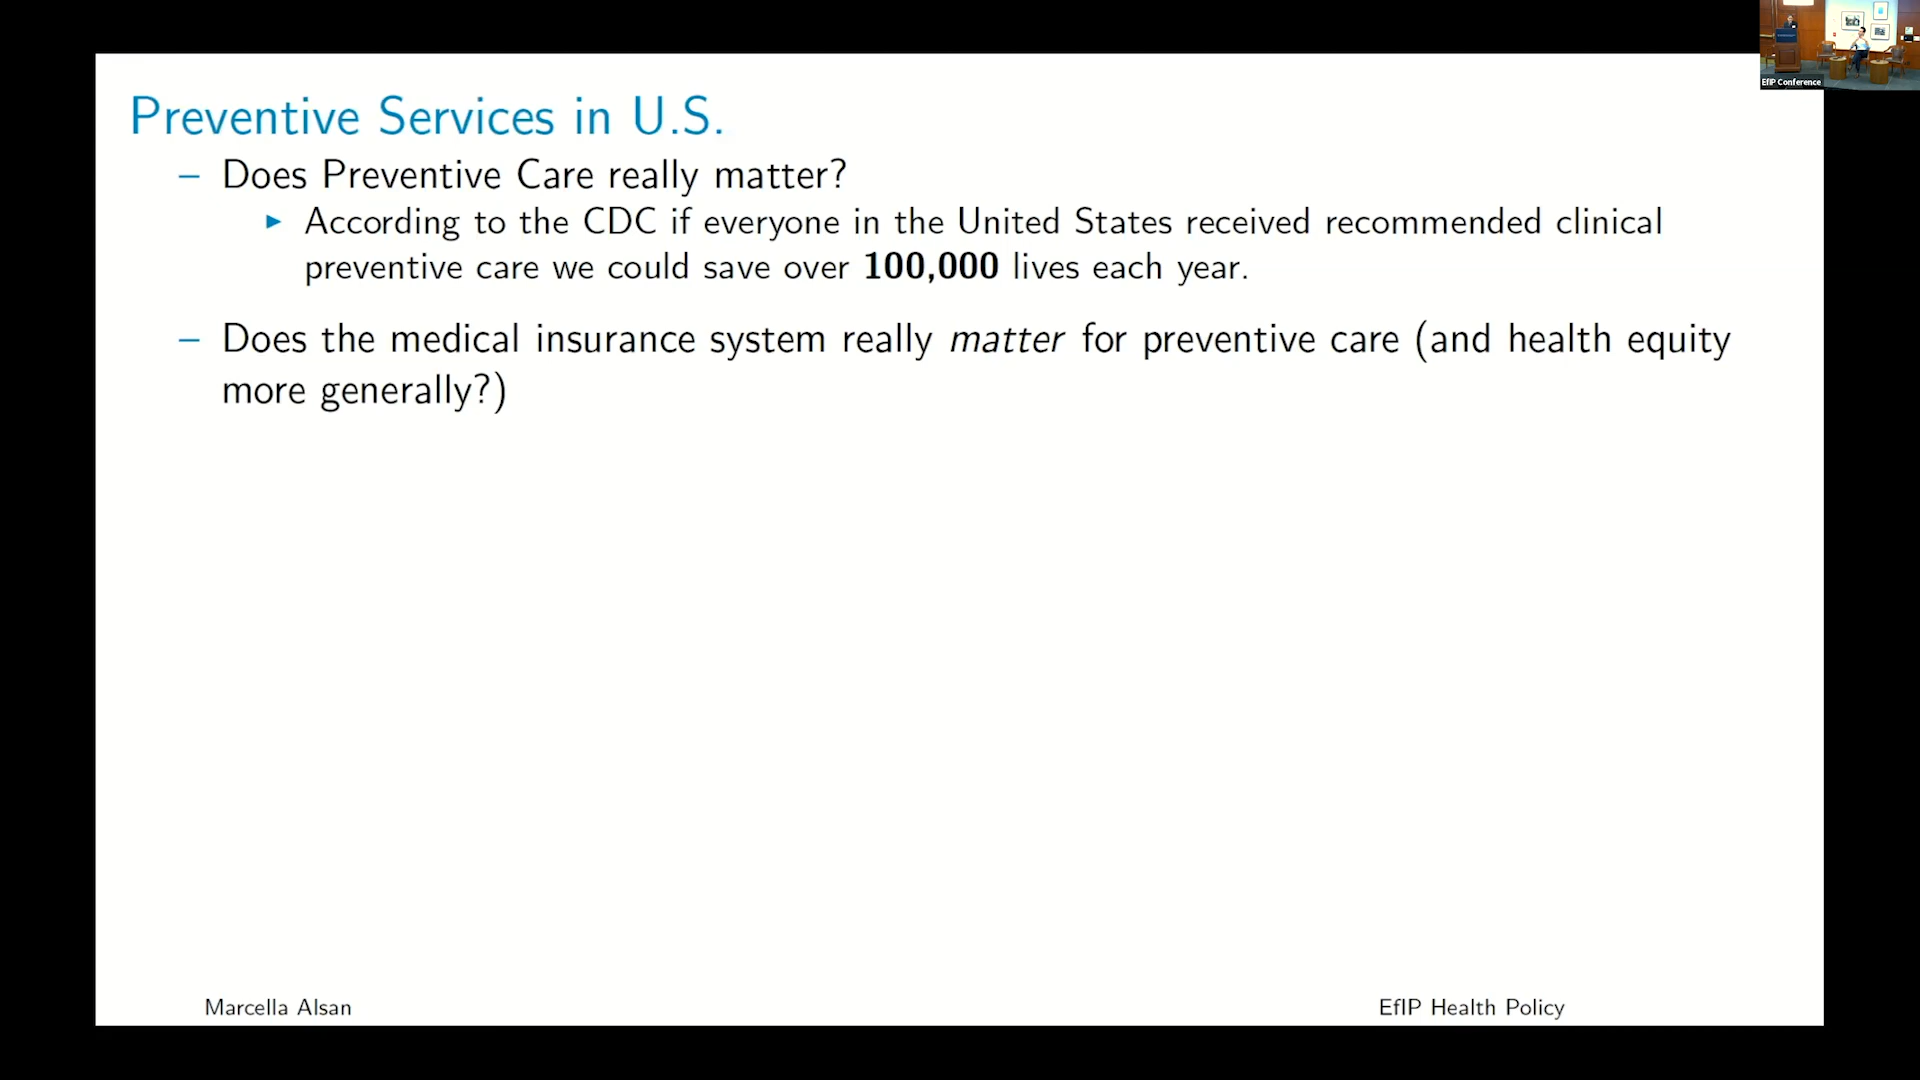 EfIP Conference
Preventive Services in U.S.
– Does Preventive Care really matter?
▶ According to the CDC if everyone in the United States received recommended clinical
preventive care we could save over 100,000 lives each year.
– Does the medical insurance system really matter for preventive care (and health equity
more generally?)
Marcella Alsan
EfIP Health Policy